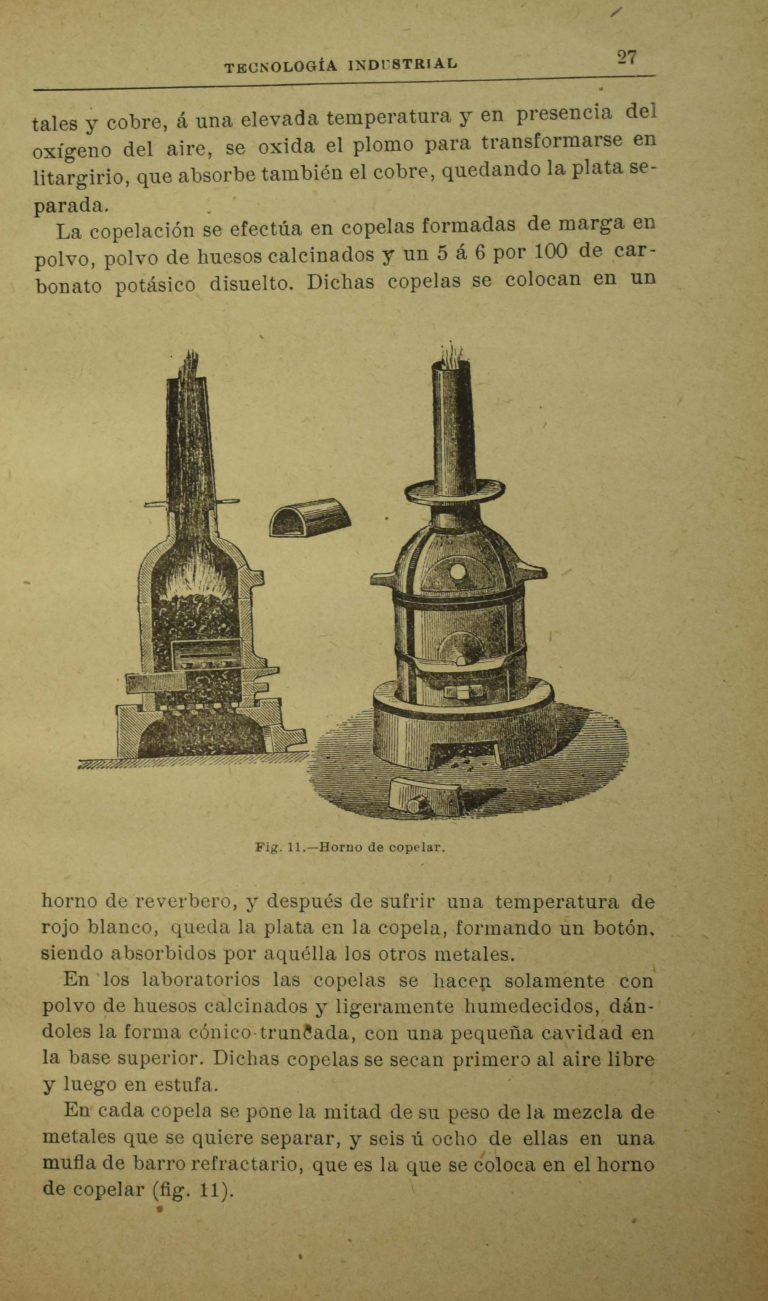 TECNOLOGÍA INDUSTRIAL 27
tales y cobre, á una elevada temperatura y en presencia del
oxígeno del aire, se oxida el plomo para transformarse en
litargirio, que absorbe también el cobre, quedando la plata se-
parada.
La copelación se efectúa en copelas formadas de marga en
polvo, polvo de huesos calcinados y un 5 á 6 por 100 de car-
bonato potásico disuelto. Dichas copelas se colocan en un
Fig. 11.—Horno de copelar.
horno de reverbero, y después de sufrir una temperatura de
rojo blanco, queda la plata en la copela, formando un botón,
siendo absorbidos por aquélla los otros metales.
En los laboratorios las copelas se hacen solamente con
polvo de huesos calcinados y ligeramente humedecidos, dán-
doles la forma cónico-truncada, con una pequeña cavidad en
la base superior. Dichas copelas se secan primero al aire libre
y luego en estufa.
En cada copela se pone la mitad de su peso de la mezcla de
metales que se quiere separar, y seis ú ocho de ellas en una
mufla de barro refractario, que es la que se coloca en el horno
de copelar (fig. 11).